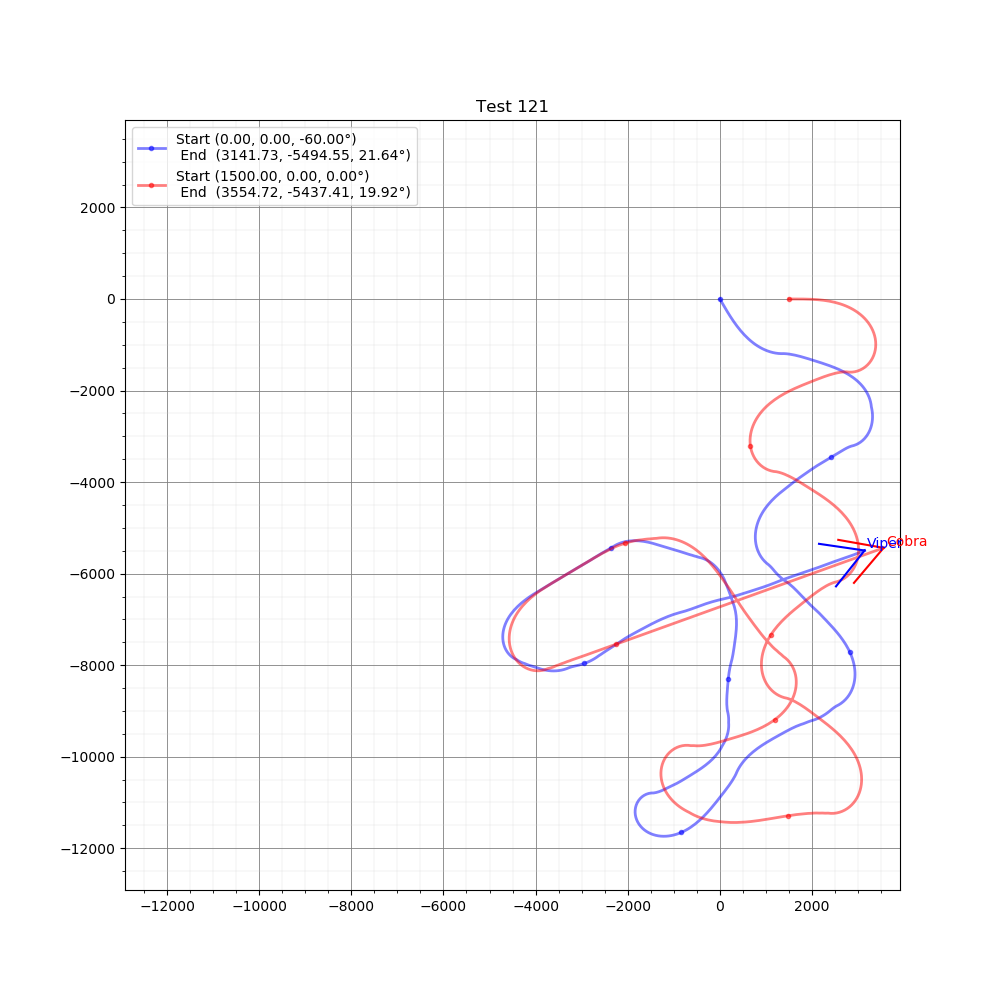 Test 121
Start (0.00, 0.00, -60.00°)
End (3141.73, -5494.55, 21.64°)
Start (1500.00, 0.00, 0.00°)
End (3554.72, -5437.41, 19.92°)
2000
0
−2000
−4000
Viper
Cobra
−6000
−8000
−10000
−12000
−12000 −10000 −8000 −6000 −4000 −2000 0 2000